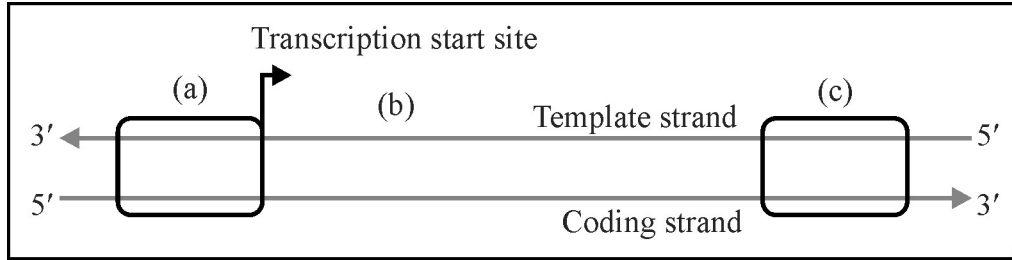 Transcription start site
(a)
(b)
(c)
3′
Template strand
5′
5′
Coding strand
3′